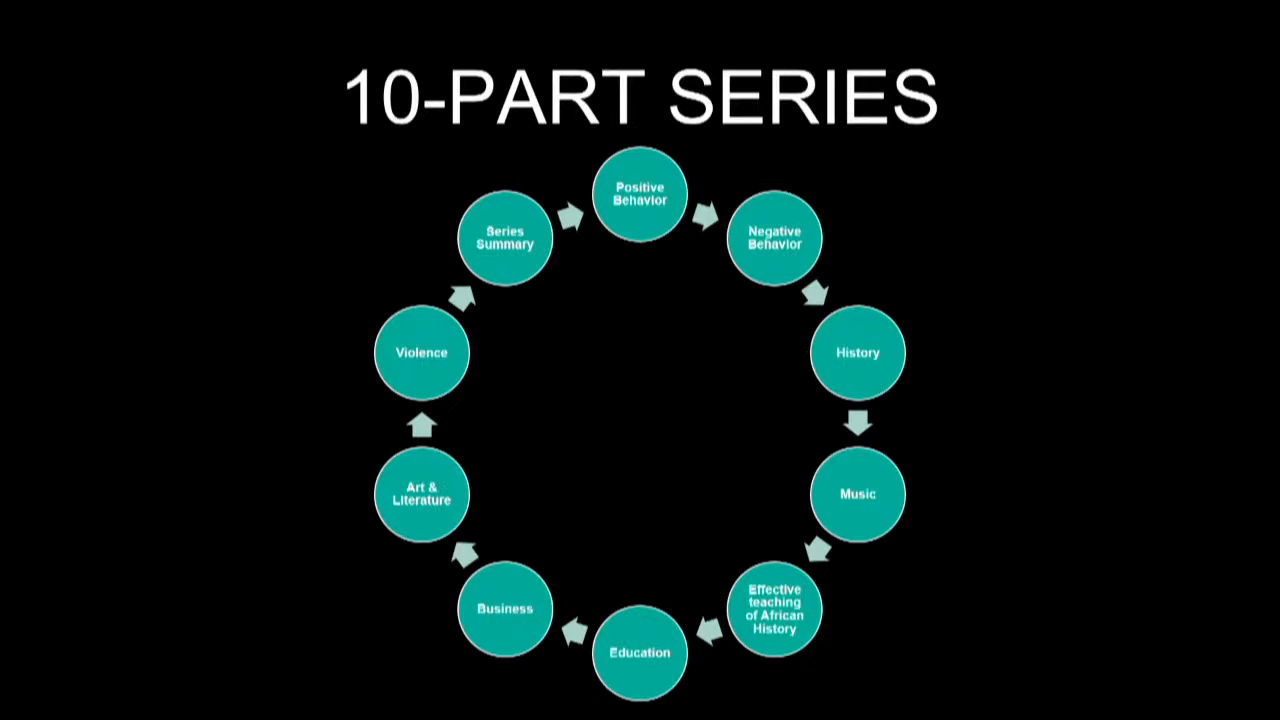 10-PART SERIES
Positive
Behavior
Negative
Behavior
History
Music
Effective
teaching
of African
History
Education
Business
Art &
Literature
Violence
Series
Summary